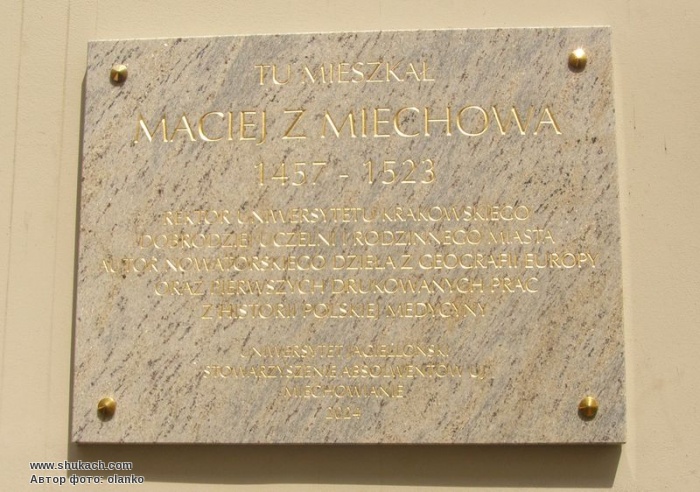 TU MIESZKAŁ
MACIEJ Z MIECHOWA
1457 - 1523
REKTOR UNIWERSYTETU KRAKOWSKIEGO
DOBRODZIEJ UCZELNI I RODZINNEGO MIASTA
AUTOR NOWATORSKIEGO DZIEŁA Z GEOGRAFII EUROPY
ORAZ PIERWSZYCH DRUKOWANYCH PRAC
Z HISTORII POLSKIEJ MEDYCYNY
UNIWERSYTET JAGIELLOŃSKI
STOWARZYSZENIE ABSOLWENTÓW UJ
MIECHOWIANIE
2004
www.shukach.com
Автор фото: olanko